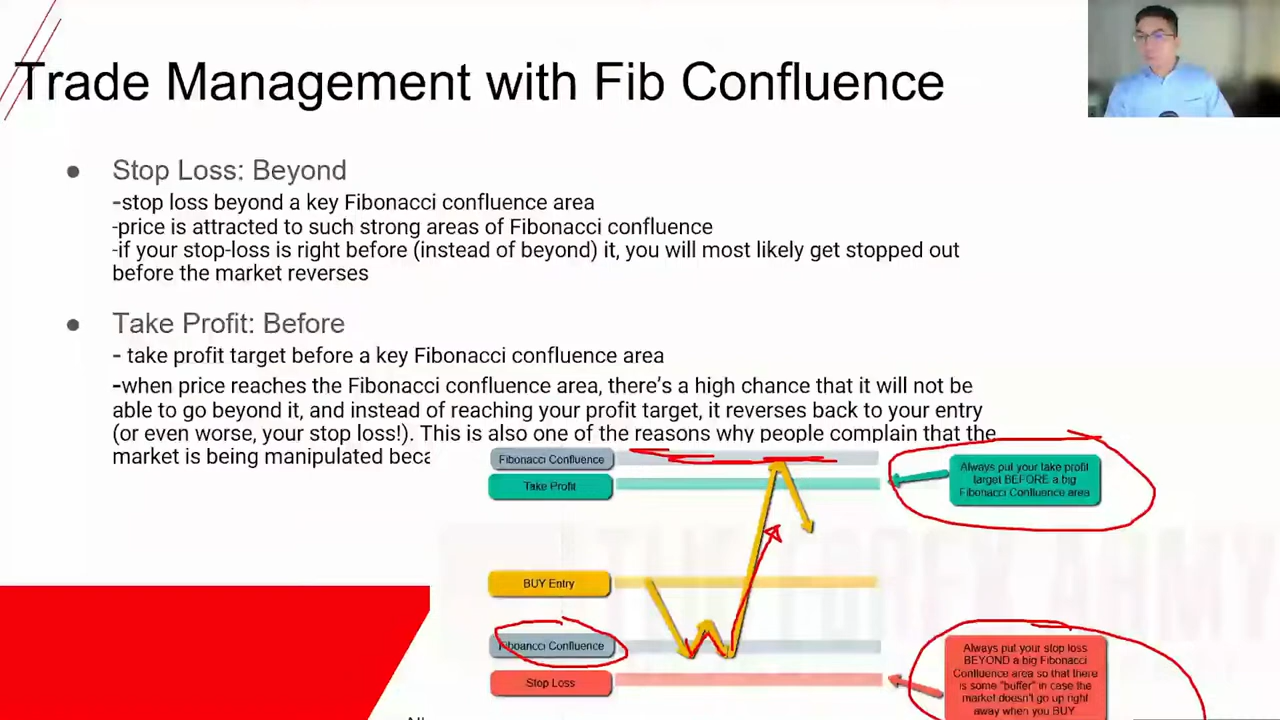 Trade Management with Fib Confluence
● Stop Loss: Beyond
-stop loss beyond a key Fibonacci confluence area
-price is attracted to such strong areas of Fibonacci confluence
-if your stop-loss is right before (instead of beyond) it, you will most likely get stopped out
before the market reverses
● Take Profit: Before
- take profit target before a key Fibonacci confluence area
-when price reaches the Fibonacci confluence area, there's a high chance that it will not be
able to go beyond it, and instead of reaching your profit target, it reverses back to your entry
(or even worse, your stop loss!). This is also one of the reasons why people complain that the
market is being manipulated beca
Fibonacci Confluence
Take Profit
Always put your take profit
target BEFORE a big
Fibonacci Confluence area
THE FOREX ARMY
BUY Entry
Fiboancci Confluence
Stop Loss
Always put your stop loss
BEYOND a big Fibonacci
Confluence area so that there
is some "buffer" in case the
market doesn't go up right
away when you BUY